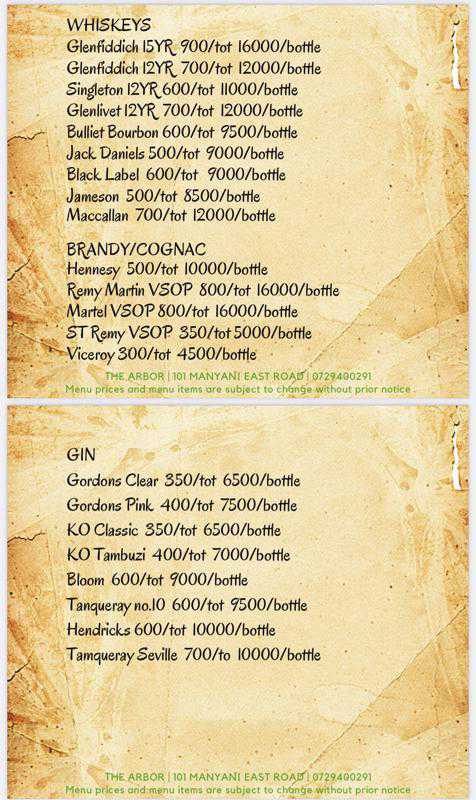 WHISKEYS
Glenfiddich 15YR 900/tot 16000/bottle
Glenfiddich 12YR 700/tot 12000/bottle
Singleton 12YR 600/tot 11000/bottle
Glenlivet 12YR 700/tot 12000/bottle
Bulliet Bourbon 600/tot 9500/bottle
Jack Daniels 500/tot 9000/bottle
Black Label 600/tot 9000/bottle
Jameson 500/tot 8500/bottle
Maccallan 700/tot 12000/bottle
BRANDY/COGNAC
Hennesy 500/tot 10000/bottle
Remy Martin VSOP 800/tot 16000/bottle
Martel VSOP 800/tot 16000/bottle
ST Remy VSOP 350/tot 5000/bottle
Viceroy 300/tot 4500/bottle
THE ARBOR | 101 MANYANI EAST ROAD | 0729400291
Menu prices and menu items are subject to change without prior notice
GIN
Gordons Clear 350/tot 6500/bottle
Gordons Pink 400/tot 7500/bottle
KO Classic 350/tot 6500/bottle
KO Tambuzi 400/tot 7000/bottle
Bloom 600/tot 9000/bottle
Tanqueray no.10 600/tot 9500/bottle
Hendricks 600/tot 10000/bottle
Tamqueray Seville 700/to 10000/bottle
THE ARBOR | 101 MANYANI EAST ROAD | 0729400291
Menu prices and menu items are subject to change without prior notice